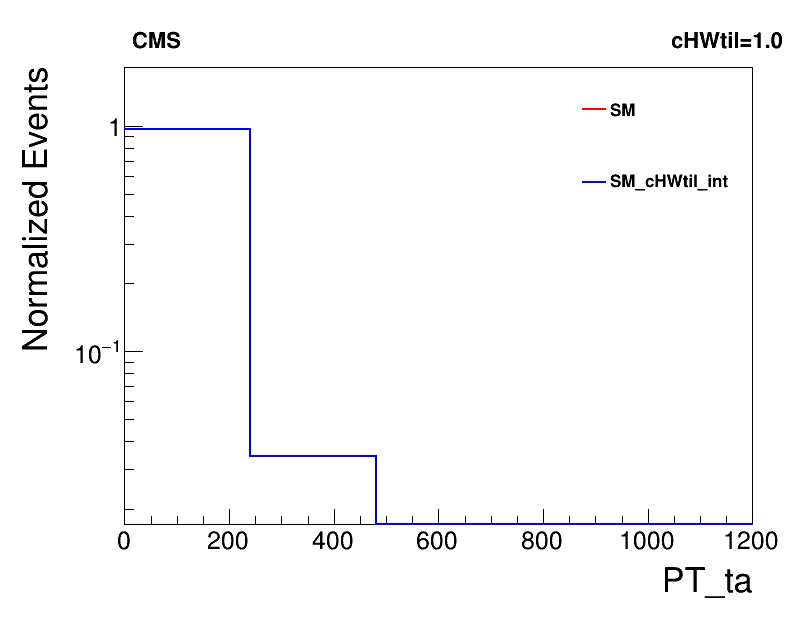 CMS
cHWtil=1.0
Normalized Events
SM
SM_cHWtil_int
1
10⁻¹
0 200 400 600 800 1000 1200
PT_ta